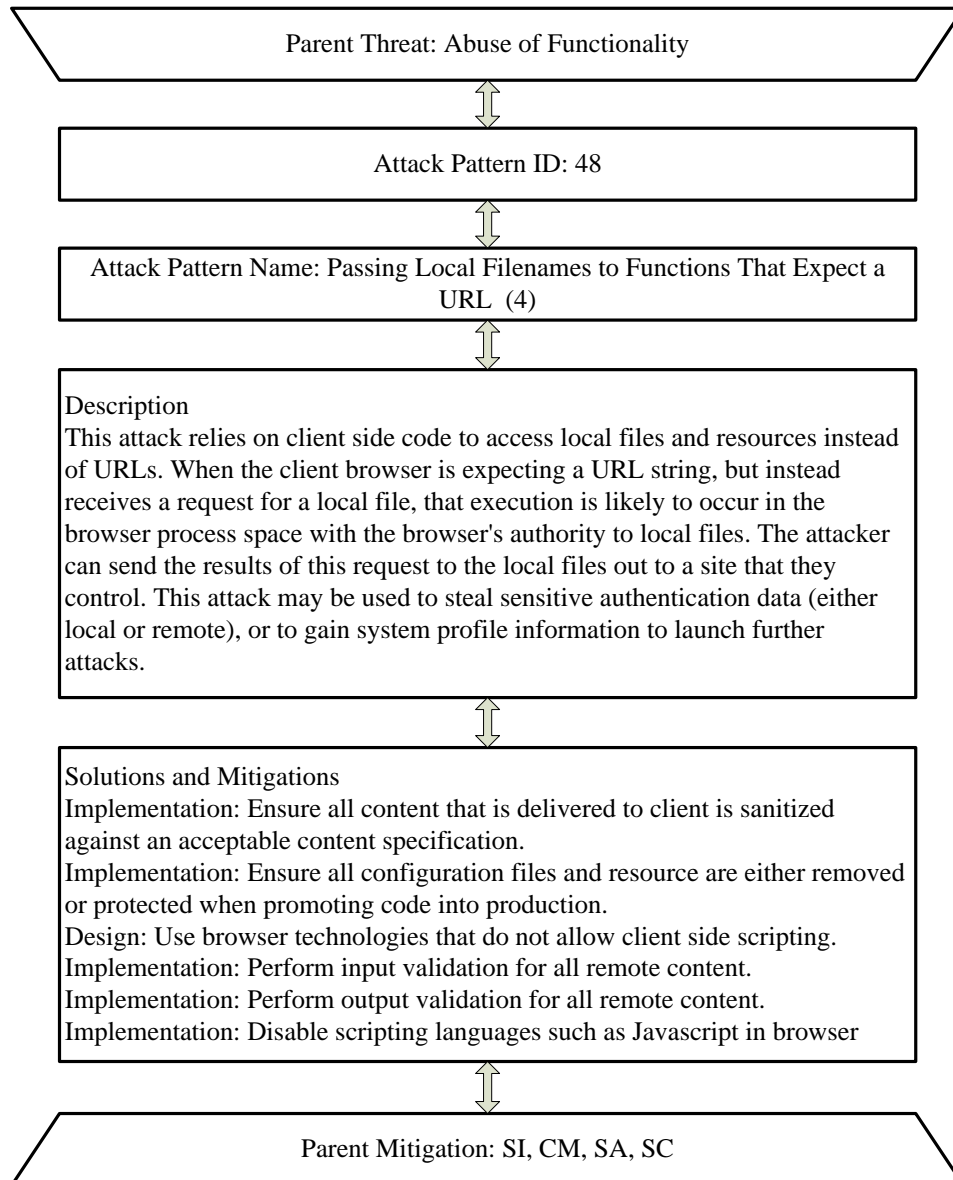 Parent Threat: Abuse of Functionality
Attack Pattern ID: 48
Attack Pattern Name: Passing Local Filenames to Functions That Expect a
URL  (4)
Description
This attack relies on client side code to access local files and resources instead
of URLs. When the client browser is expecting a URL string, but instead
receives a request for a local file, that execution is likely to occur in the
browser process space with the browser's authority to local files. The attacker
can send the results of this request to the local files out to a site that they
control. This attack may be used to steal sensitive authentication data (either
local or remote), or to gain system profile information to launch further
attacks.
Solutions and Mitigations
Implementation: Ensure all content that is delivered to client is sanitized
against an acceptable content specification.
Implementation: Ensure all configuration files and resource are either removed
or protected when promoting code into production.
Design: Use browser technologies that do not allow client side scripting.
Implementation: Perform input validation for all remote content.
Implementation: Perform output validation for all remote content.
Implementation: Disable scripting languages such as Javascript in browser
Parent Mitigation: SI, CM, SA, SC